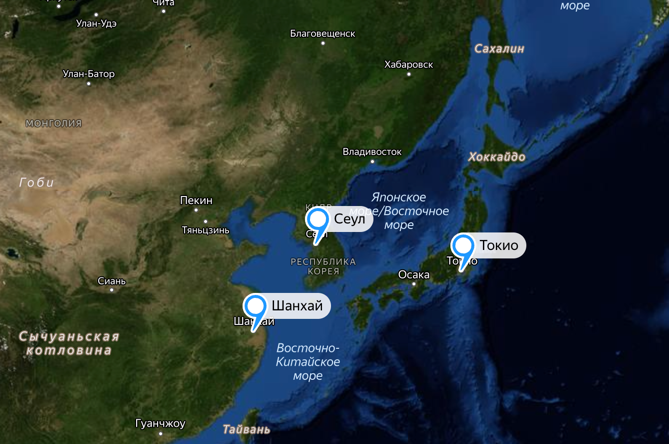 море
Чита
Улан-Удэ
Благовещенск
Сахалин
Хабаровск
Улан-Батор
МОНГОЛИЯ
Владивосток
Хоккайдо
Гоби
Японское
море/Восточное
море
Пекин
Сеул
Тяньцзинь
Токио
РЕСПУБЛИКА
КОРЕЯ
Осака
Сиань
Шанхай
Сычуаньская
котловина
Восточно-
Китайское
море
Гуанчжоу
Тайвань